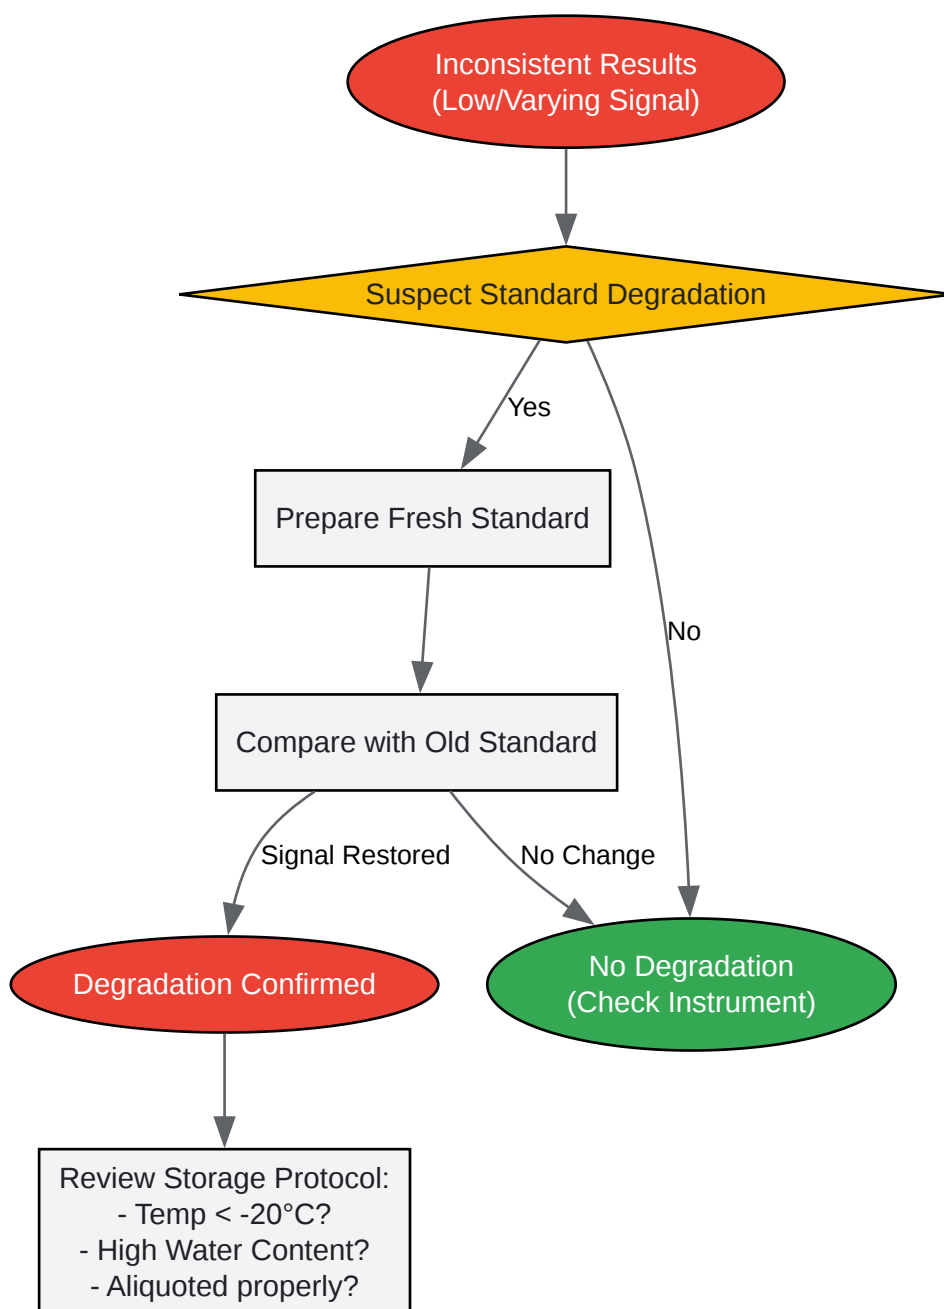 Inconsistent Results
(Low/Varying Signal)
Suspect Standard Degradation
Yes
Prepare Fresh Standard
No
Compare with Old Standard
Signal Restored
No Change
Degradation Confirmed
No Degradation
(Check Instrument)
Review Storage Protocol:
- Temp < -20°C?
- High Water Content?
- Aliquoted properly?